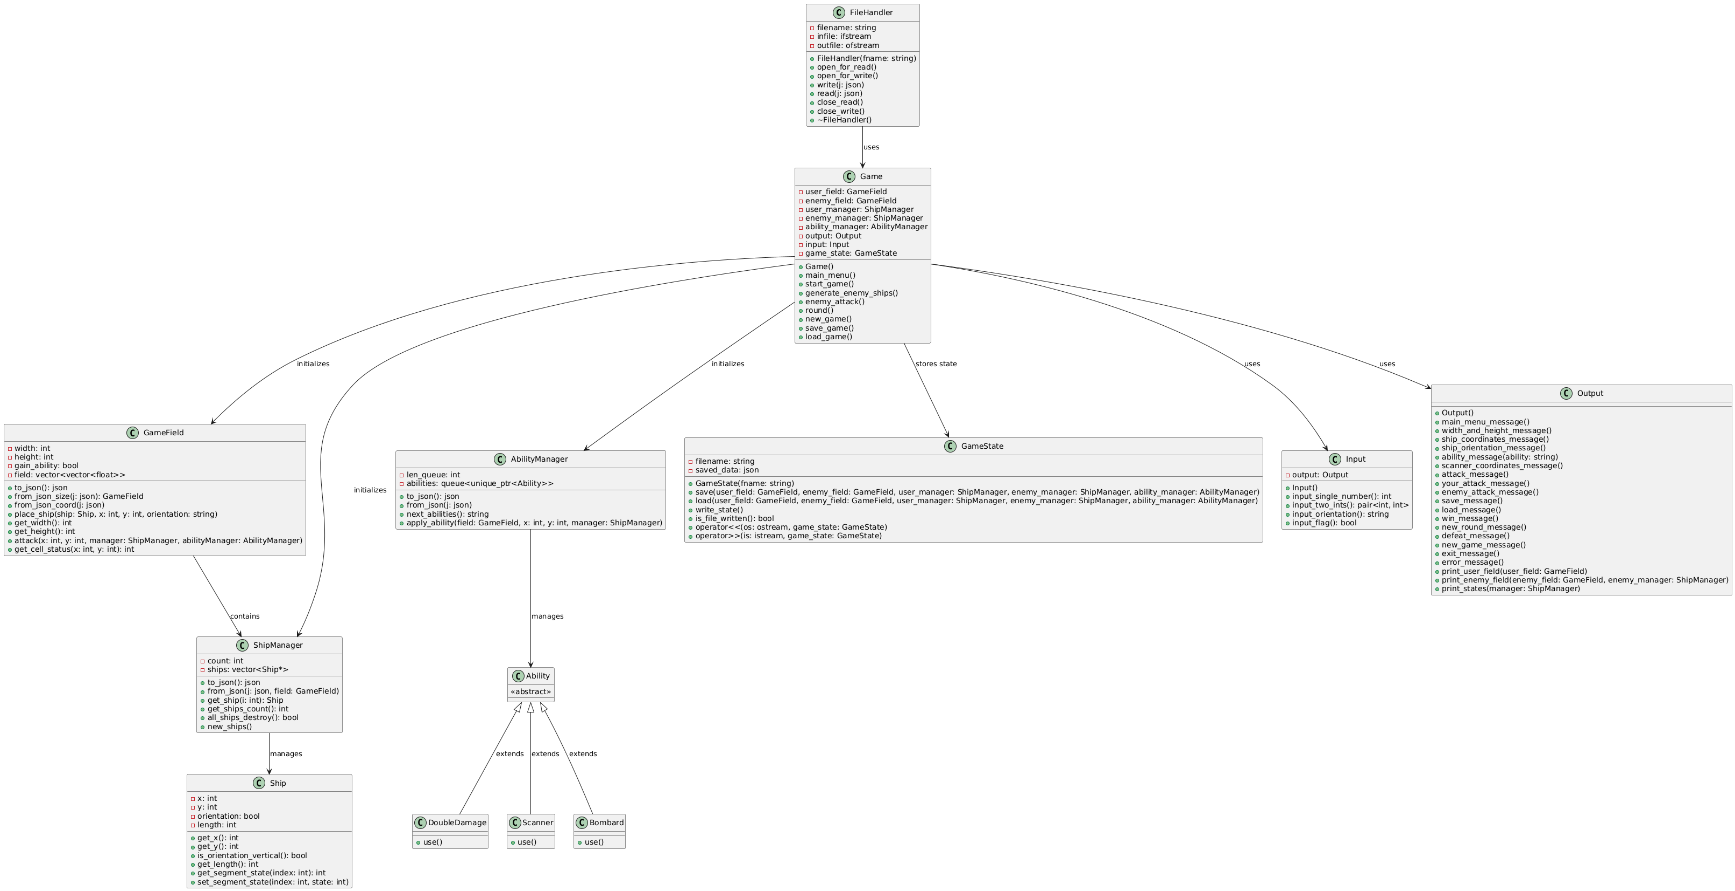 C FileHandler
filename: string
infile: ifstream
outfile: ofstream
FileHandler(fname: string)
open_for_read()
open_for_write()
write(j: json)
read(j: json)
close_read()
close_write()
~FileHandler()
uses
C Game
user_field: GameField
enemy_field: GameField
user_manager: ShipManager
enemy_manager: ShipManager
ability_manager: AbilityManager
output: Output
input: Input
game_state: GameState
Game()
main_menu()
start_game()
generate_enemy_ships()
enemy_attack()
round()
new_game()
save_game()
load_game()
initializes
initializes
stores state
uses
uses
C GameField
width: int
height: int
gain_ability: bool
field: vector<vector<float>>
to_json(): json
from_json_size(j: json): GameField
from_json_coord(j: json)
place_ship(ship: Ship, x: int, y: int, orientation: string)
get_width(): int
get_height(): int
attack(x: int, y: int, manager: ShipManager, abilityManager: AbilityManager)
get_cell_status(x: int, y: int): int
initializes
C AbilityManager
len_queue: int
abilities: queue<unique_ptr<Ability>>
to_json(): json
from_json(j: json)
next_abilities(): string
apply_ability(field: GameField, x: int, y: int, manager: ShipManager)
C GameState
filename: string
saved_data: json
GameState(fname: string)
save(user_field: GameField, enemy_field: GameField, user_manager: ShipManager, enemy_manager: ShipManager, ability_manager: AbilityManager)
load(user_field: GameField, enemy_field: GameField, user_manager: ShipManager, enemy_manager: ShipManager, ability_manager: AbilityManager)
write_state()
is_file_written(): bool
operator<<(os: ostream, game_state: GameState)
operator>>(is: istream, game_state: GameState)
C Input
output: Output
Input()
input_single_number(): int
input_two_ints(): pair<int, int>
input_orientation(): string
input_flag(): bool
C Output
Output()
main_menu_message()
width_and_height_message()
ship_coordinates_message()
ship_orientation_message()
ability_message(ability: string)
scanner_coordinates_message()
attack_message()
your_attack_message()
enemy_attack_message()
save_message()
load_message()
win_message()
new_round_message()
defeat_message()
new_game_message()
exit_message()
error_message()
print_user_field(user_field: GameField)
print_enemy_field(enemy_field: GameField, enemy_manager: ShipManager)
print_states(manager: ShipManager)
contains
manages
C ShipManager
count: int
ships: vector<Ship*>
to_json(): json
from_json(j: json, field: GameField)
get_ship(i: int): Ship
get_ships_count(): int
all_ships_destroy(): bool
new_ships()
C Ability
«abstract»
manages
extends
extends
extends
C Ship
x: int
y: int
orientation: bool
length: int
get_x(): int
get_y(): int
is_orientation_vertical(): bool
get_length(): int
get_segment_state(index: int): int
set_segment_state(index: int, state: int)
C DoubleDamage
use()
C Scanner
use()
C Bombard
use()